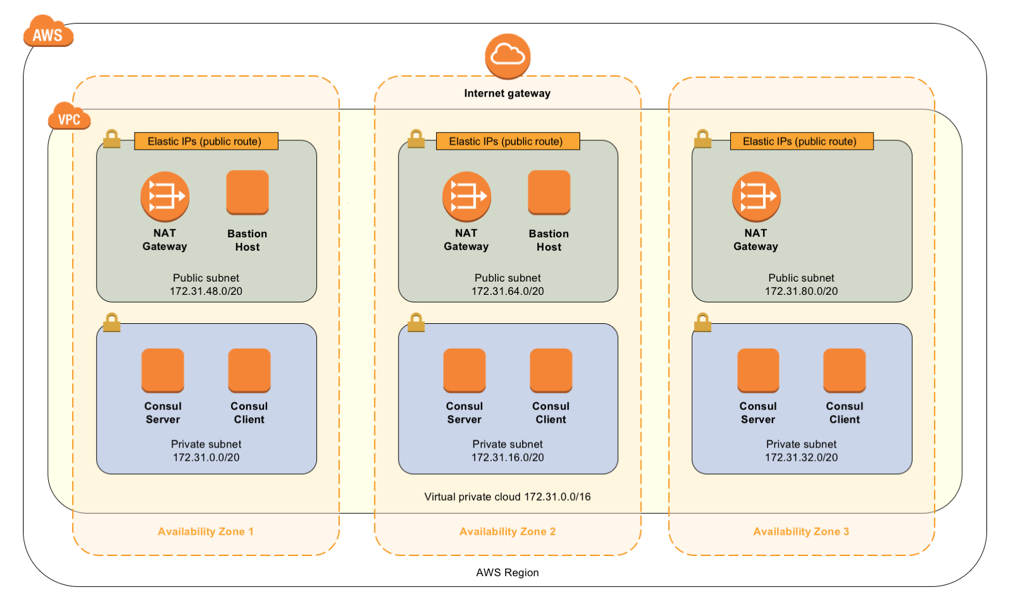 AWS
Internet gateway
VPC
Elastic IPs (public route)
NAT
Gateway
Bastion
Host
Public subnet
172.31.48.0/20
Elastic IPs (public route)
NAT
Gateway
Bastion
Host
Public subnet
172.31.64.0/20
Elastic IPs (public route)
NAT
Gateway
Public subnet
172.31.80.0/20
Consul
Server
Consul
Client
Private subnet
172.31.0.0/20
Consul
Server
Consul
Client
Private subnet
172.31.16.0/20
Consul
Server
Consul
Client
Private subnet
172.31.32.0/20
Virtual private cloud 172.31.0.0/16
Availability Zone 1
Availability Zone 2
Availability Zone 3
AWS Region